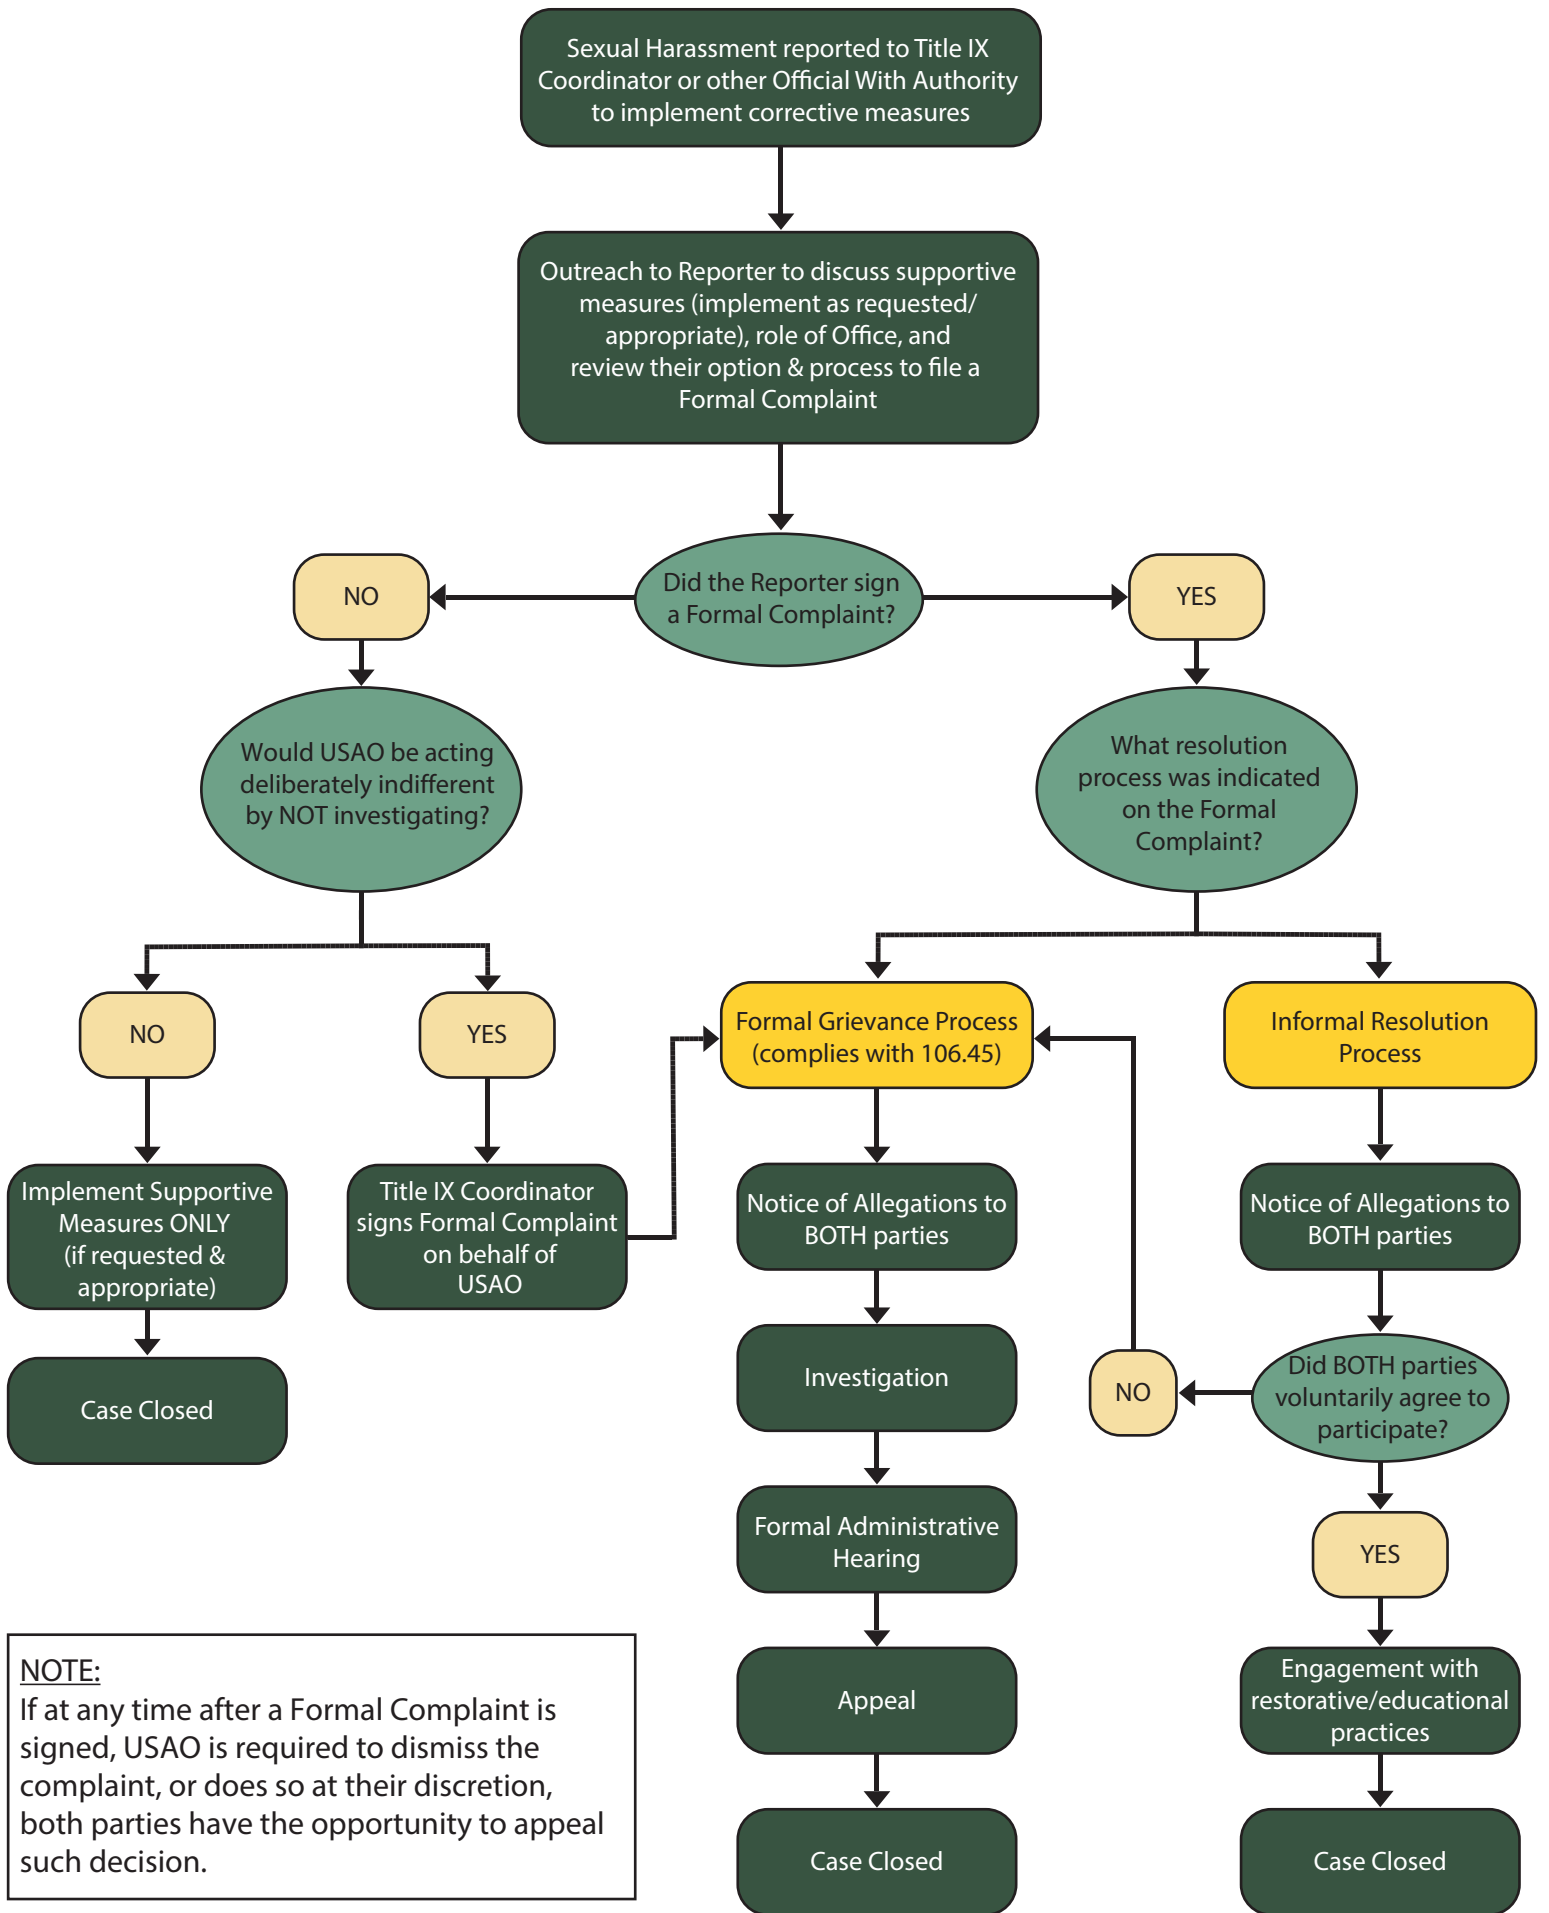 Sexual Harassment reported to Title IX
Coordinator or other Official With Authority
to implement corrective measures
Outreach to Reporter to discuss supportive
measures (implement as requested/
appropriate), role of Office, and
review their option & process to file a
Formal Complaint
Did the Reporter sign
a Formal Complaint?
NO
YES
Would USAO be acting
deliberately indifferent
by NOT investigating?
What resolution
process was indicated
on the Formal
Complaint?
NO
YES
Formal Grievance Process
(complies with 106.45)
Informal Resolution
Process
Implement Supportive
Measures ONLY
(if requested &
appropriate)
Title IX Coordinator
signs Formal Complaint
on behalf of
USAO
Notice of Allegations to
BOTH parties
Notice of Allegations to
BOTH parties
Case Closed
Investigation
NO
Did BOTH parties
voluntarily agree to
participate?
Formal Administrative
Hearing
YES
Appeal
Engagement with
restorative/educational
practices
Case Closed
Case Closed
NOTE:
If at any time after a Formal Complaint is
signed, USAO is required to dismiss the
complaint, or does so at their discretion,
both parties have the opportunity to appeal
such decision.